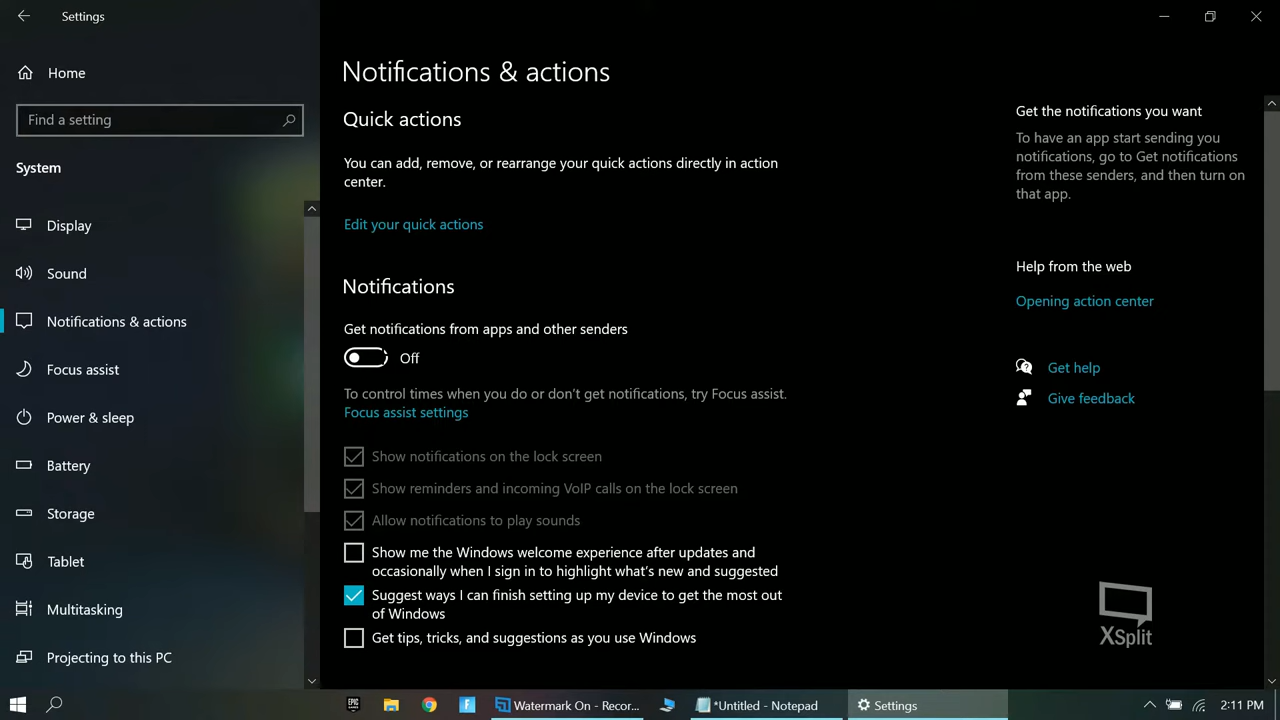 Settings
Home
Find a setting
System
Display
Sound
Notifications & actions
Focus assist
Power & sleep
Battery
Storage
Tablet
Multitasking
Projecting to this PC
Notifications & actions
Quick actions
You can add, remove, or rearrange your quick actions directly in action
center.
Edit your quick actions
Notifications
Get notifications from apps and other senders
Off
To control times when you do or don't get notifications, try Focus assist.
Focus assist settings
Show notifications on the lock screen
Show reminders and incoming VoIP calls on the lock screen
Allow notifications to play sounds
Show me the Windows welcome experience after updates and
occasionally when I sign in to highlight what's new and suggested
Suggest ways I can finish setting up my device to get the most out
of Windows
Get tips, tricks, and suggestions as you use Windows
Get the notifications you want
To have an app start sending you
notifications, go to Get notifications
from these senders, and then turn on
that app.
Help from the web
Opening action center
Get help
Give feedback
XSplit
EPIC
Watermark On - Recor...
*Untitled - Notepad
Settings
2:11 PM